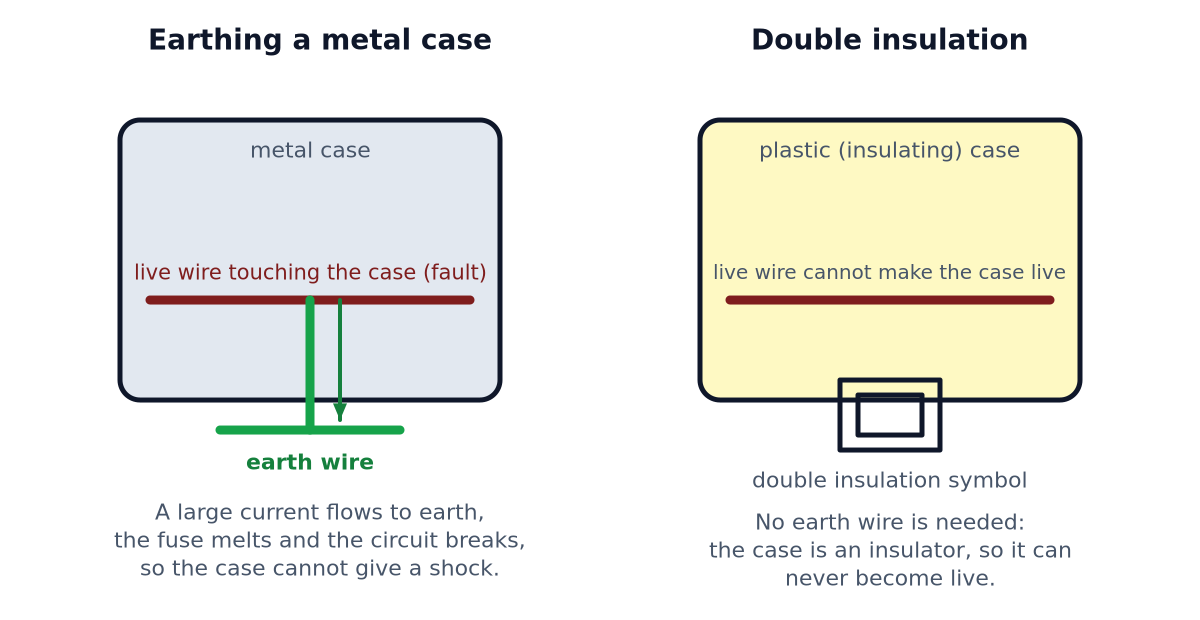 Earthing a metal case
metal case
live wire touching the case (fault)
earth wire
A large current flows to earth,
the fuse melts and the circuit breaks,
so the case cannot give a shock.
Double insulation
plastic (insulating) case
live wire cannot make the case live
double insulation symbol
No earth wire is needed:
the case is an insulator, so it can
never become live.